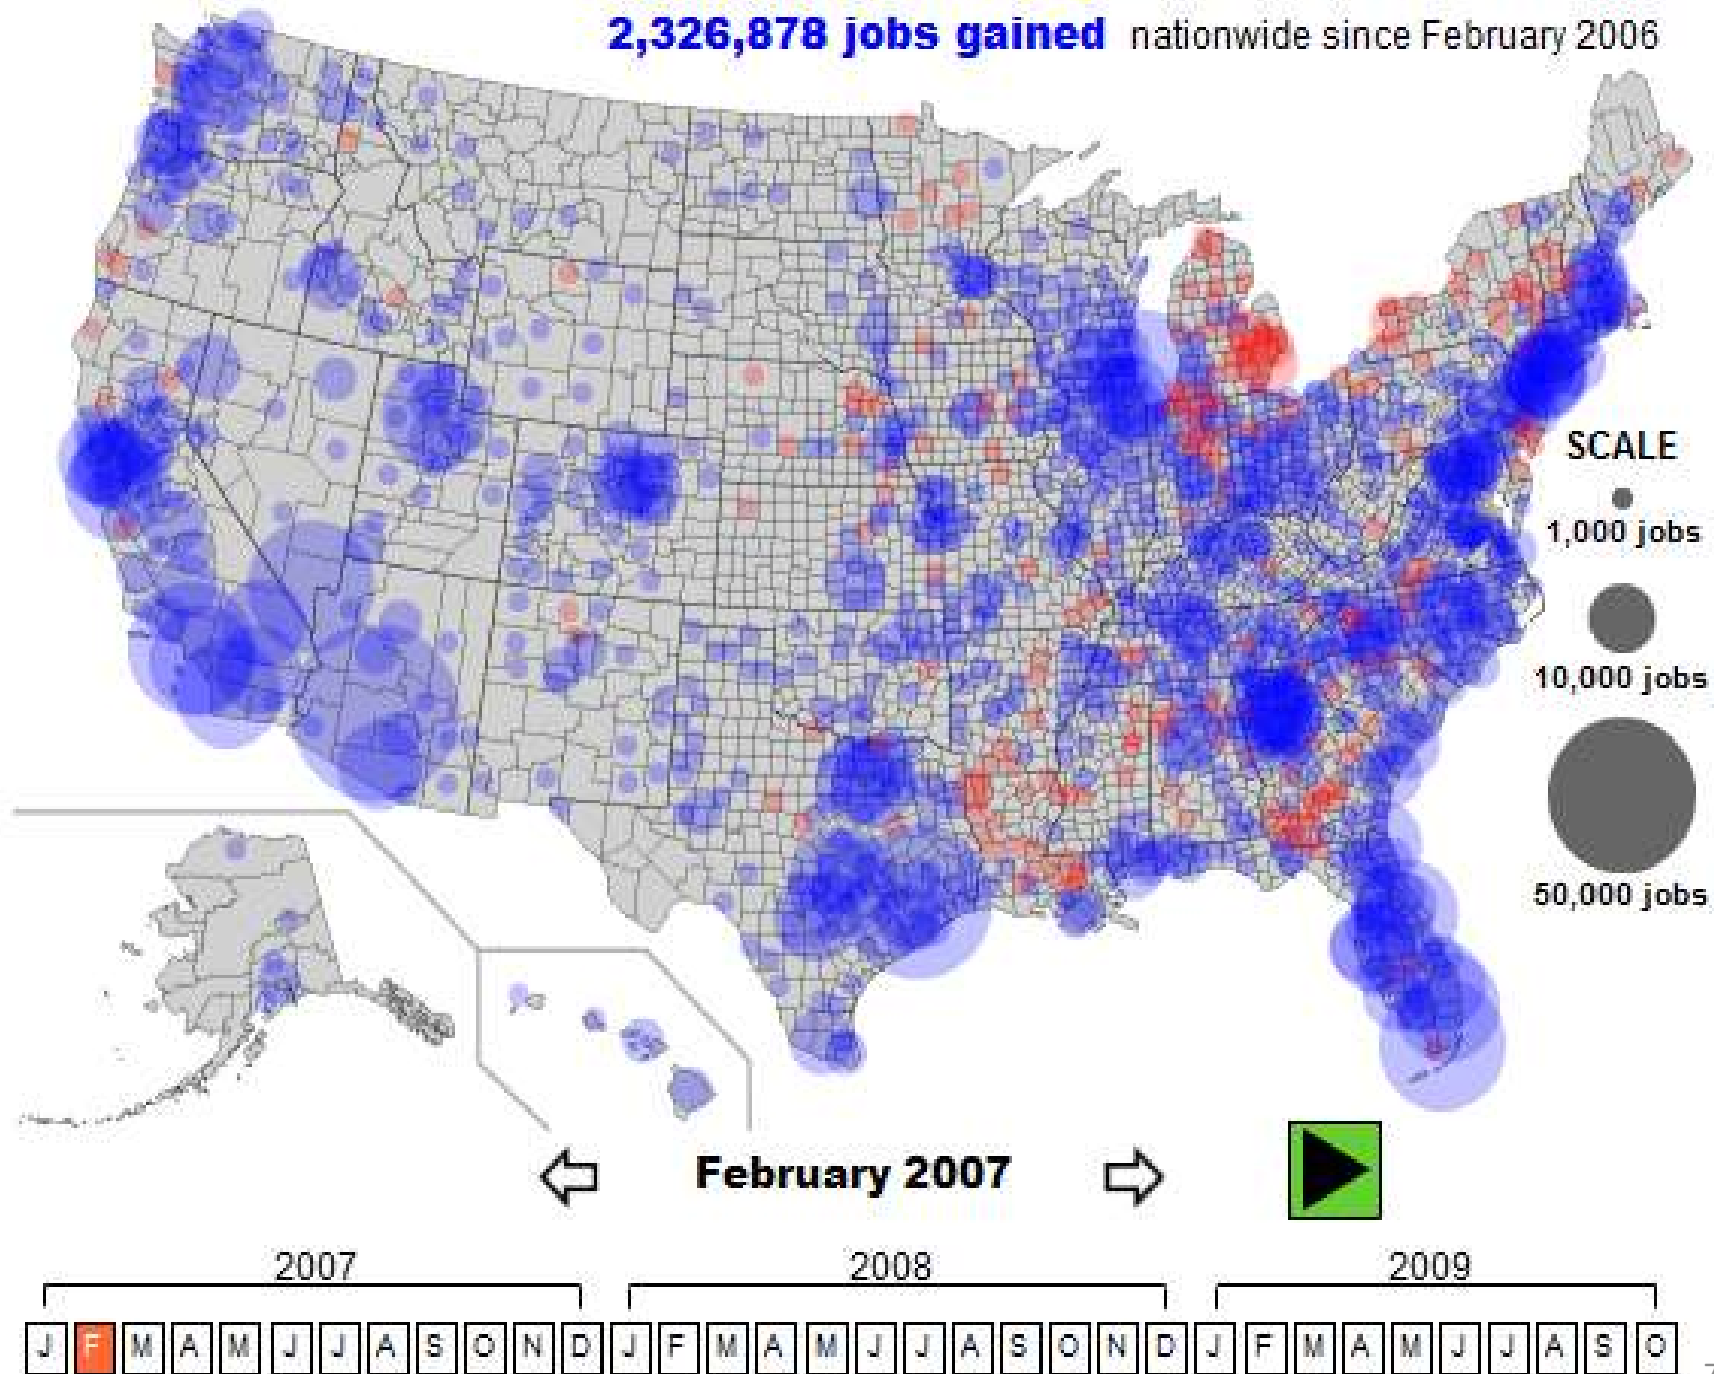 2,326,878 jobs gained nationwide since February 2006
SCALE
1,000 jobs
10,000 jobs
50,000 jobs
February 2007
2007 2008 2009
J F M A M J J A S O N D J F M A M J J A S O N D J F M A M J J A S O